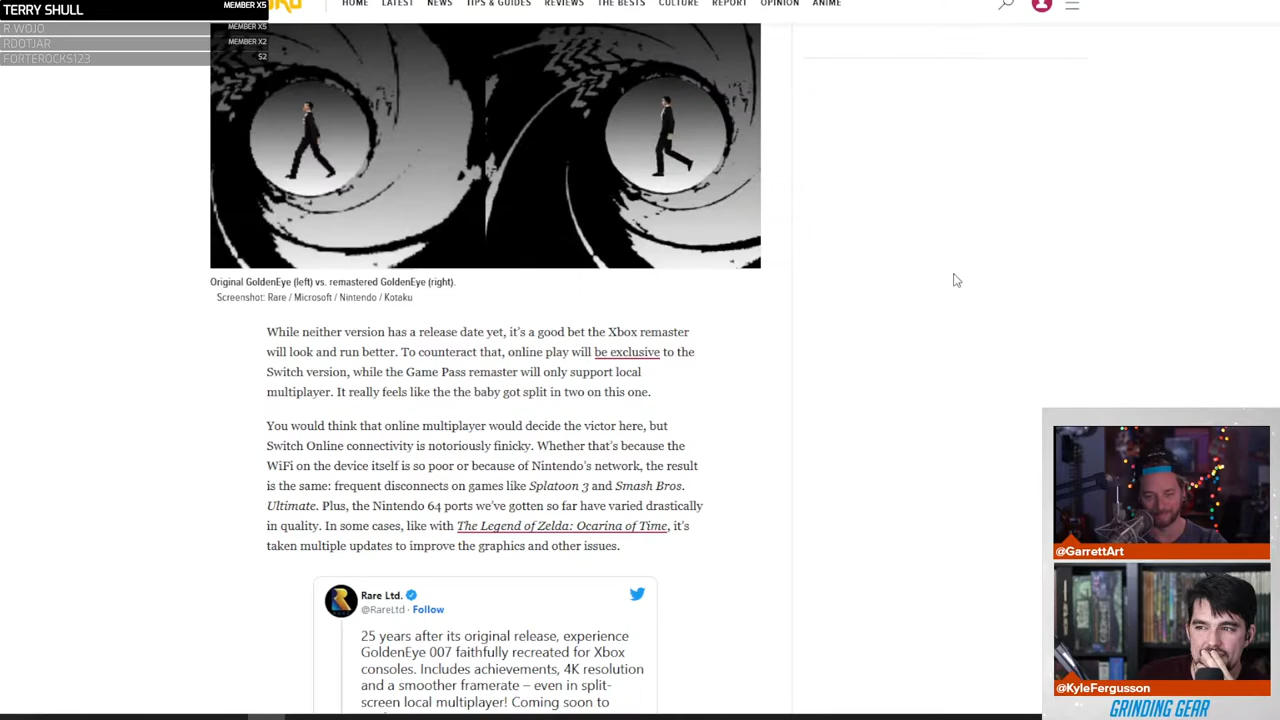 TERRY SHULL MEMBER X5
R WOJO MEMBER X5
RDOTJAR MEMBER X2
FORTEROCKS123 S2
HOME LATEST NEWS TIPS & GUIDES REVIEWS THE BESTS CULTURE REPORT OPINION ANIME
Original GoldenEye (left) vs. remastered GoldenEye (right).
Screenshot: Rare / Microsoft / Nintendo / Kotaku
While neither version has a release date yet, it's a good bet the Xbox remaster
will look and run better. To counteract that, online play will be exclusive to the
Switch version, while the Game Pass remaster will only support local
multiplayer. It really feels like the the baby got split in two on this one.
You would think that online multiplayer would decide the victor here, but
Switch Online connectivity is notoriously finicky. Whether that's because the
WiFi on the device itself is so poor or because of Nintendo's network, the result
is the same: frequent disconnects on games like Splatoon 3 and Smash Bros.
Ultimate. Plus, the Nintendo 64 ports we've gotten so far have varied drastically
in quality. In some cases, like with The Legend of Zelda: Ocarina of Time, it's
taken multiple updates to improve the graphics and other issues.
Rare Ltd.
@RareLtd · Follow
25 years after its original release, experience
GoldenEye 007 faithfully recreated for Xbox
consoles. Includes achievements, 4K resolution
and a smoother framerate – even in split-
screen local multiplayer! Coming soon to
@GarrettArt
@KyleFergusson
GRINDING GEAR